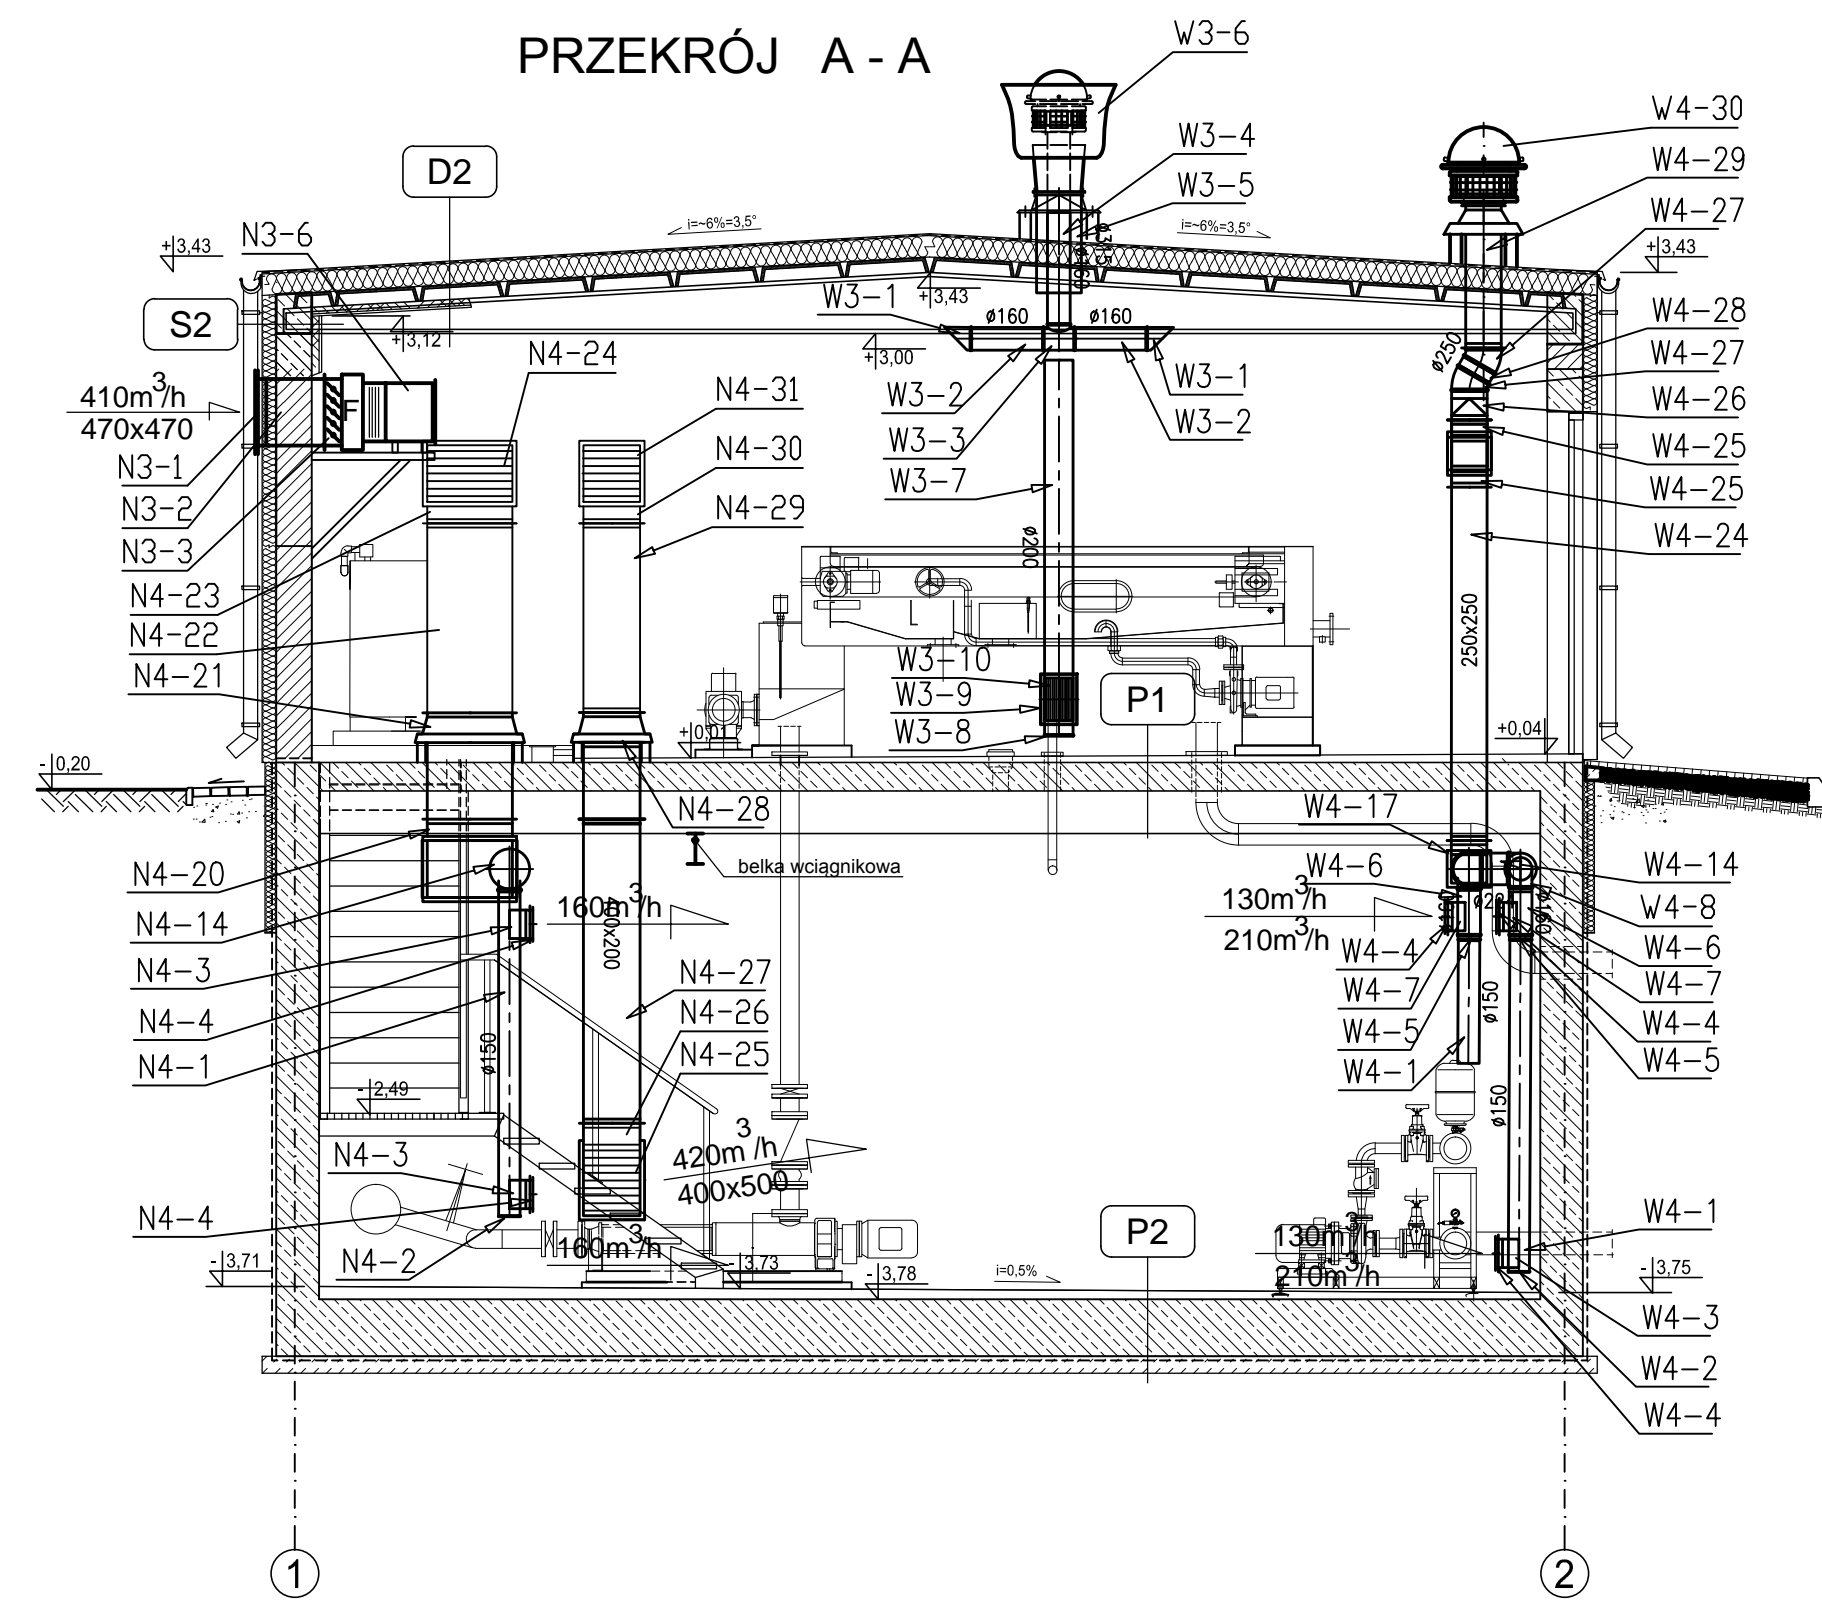 PRZEKRÓJ A - A
W3-6
W4-30
W3-4
W4-29
W3-5
D2
W4-27
i=~6%=3,5°
i=~6%=3,5°
N3-6
+3,43
+3,43
ø315
ø160
+3,43
W3-1
ø160
ø160
W4-28
S2
+3,12
+3,00
N4-24
ø250
W4-27
W3-1
N4-31
W3-2
410m³/h
470x470
F
W4-26
W3-2
W3-3
N4-30
W4-25
N3-1
W3-7
W4-25
N3-2
N4-29
W4-24
N3-3
ø200
N4-23
L
250x250
N4-22
W3-10
N4-21
W3-9
P1
W3-8
+0,01
+0,04
-0,20
N4-28
W4-17
belka wciągnikowa
N4-20
W4-6
W4-14
160m³/h
400x200
130m³/h
210m³/h
ø160
W4-8
N4-14
W4-4
W4-6
N4-3
N4-27
W4-7
W4-7
N4-4
N4-26
ø150
W4-5
W4-4
N4-1
ø150
N4-25
W4-1
W4-5
-2,49
ø150
N4-3
420m³/h
400x500
N4-4
P2
W4-1
160m³/h
130m³/h
210m³/h
N4-2
-3,71
-3,73
-3,78
i=0,5%
-3,75
W4-3
W4-2
W4-4
1
2